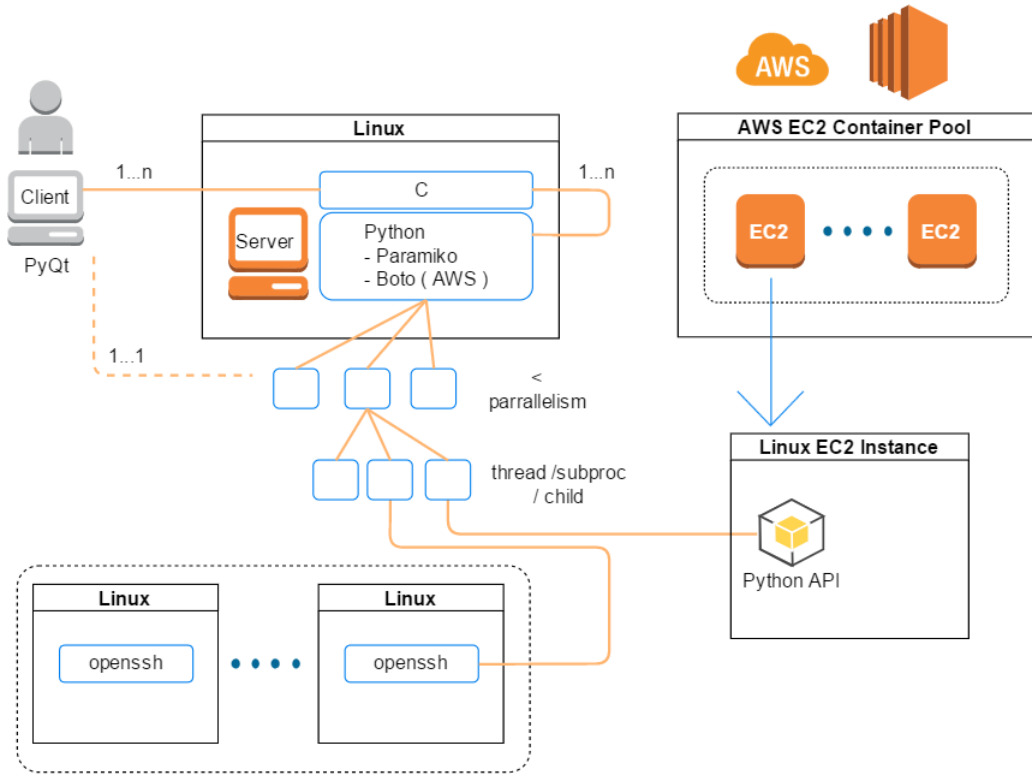 AWS
Linux
AWS EC2 Container Pool
1...n
1...n
Client
C
Server
Python
- Paramiko
- Boto ( AWS )
EC2
EC2
PyQt
1...1
<
parrallelism
Linux EC2 Instance
thread /subproc
/ child
Python API
Linux
Linux
openssh
openssh